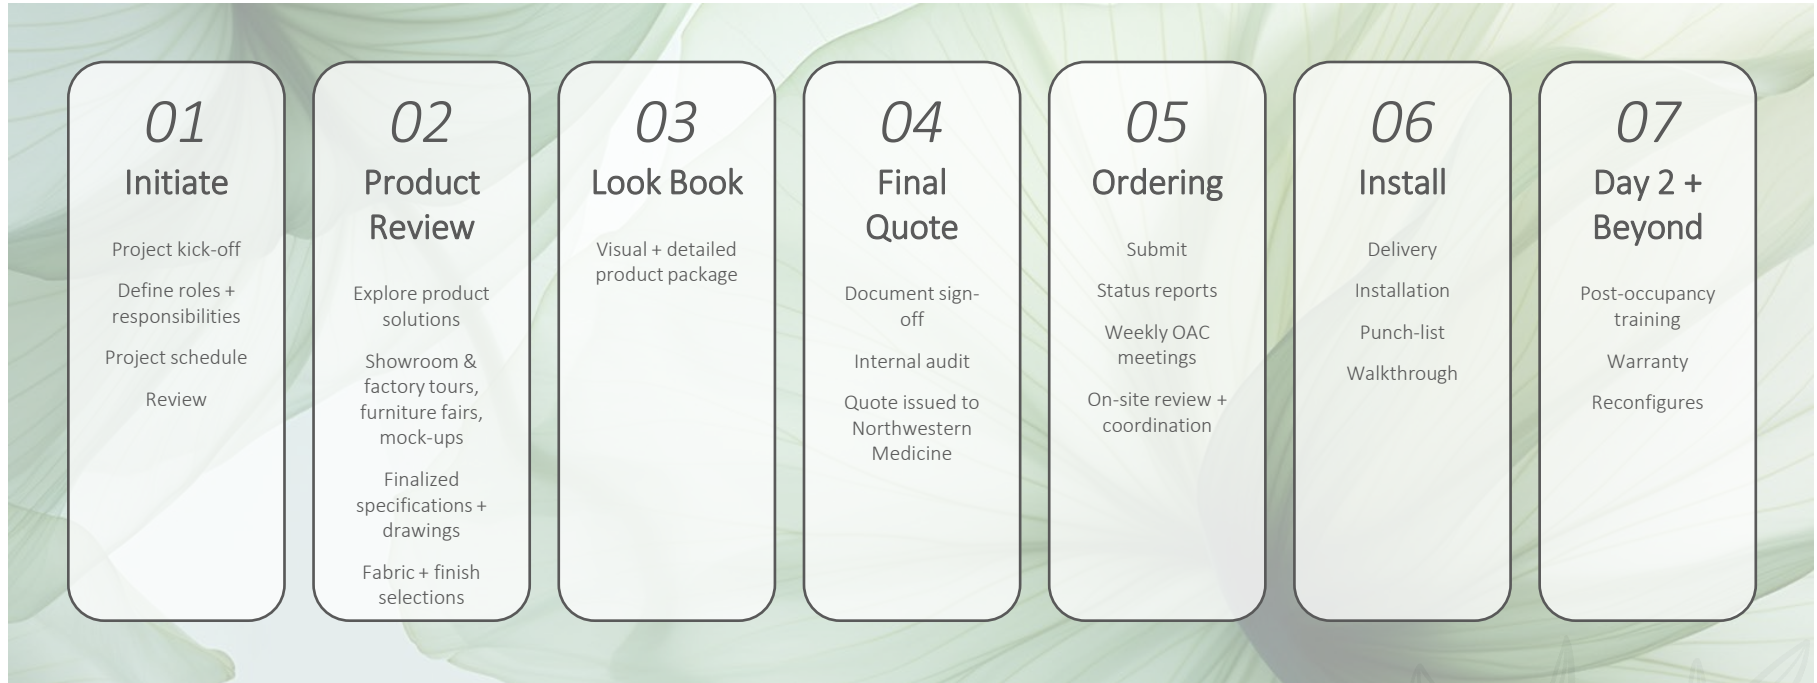 01
Initiate
Project kick-off
Define roles +
responsibilities
Project schedule
Review
02
Product
Review
Explore product
solutions
Showroom &
factory tours,
furniture fairs,
mock-ups
Finalized
specifications +
drawings
Fabric + finish
selections
03
Look Book
Visual + detailed
product package
04
Final
Quote
Document sign-
off
Internal audit
Quote issued to
Northwestern
Medicine
05
Ordering
Submit
Status reports
Weekly OAC
meetings
On-site review +
coordination
06
Install
Delivery
Installation
Punch-list
Walkthrough
07
Day 2 +
Beyond
Post-occupancy
training
Warranty
Reconfigures